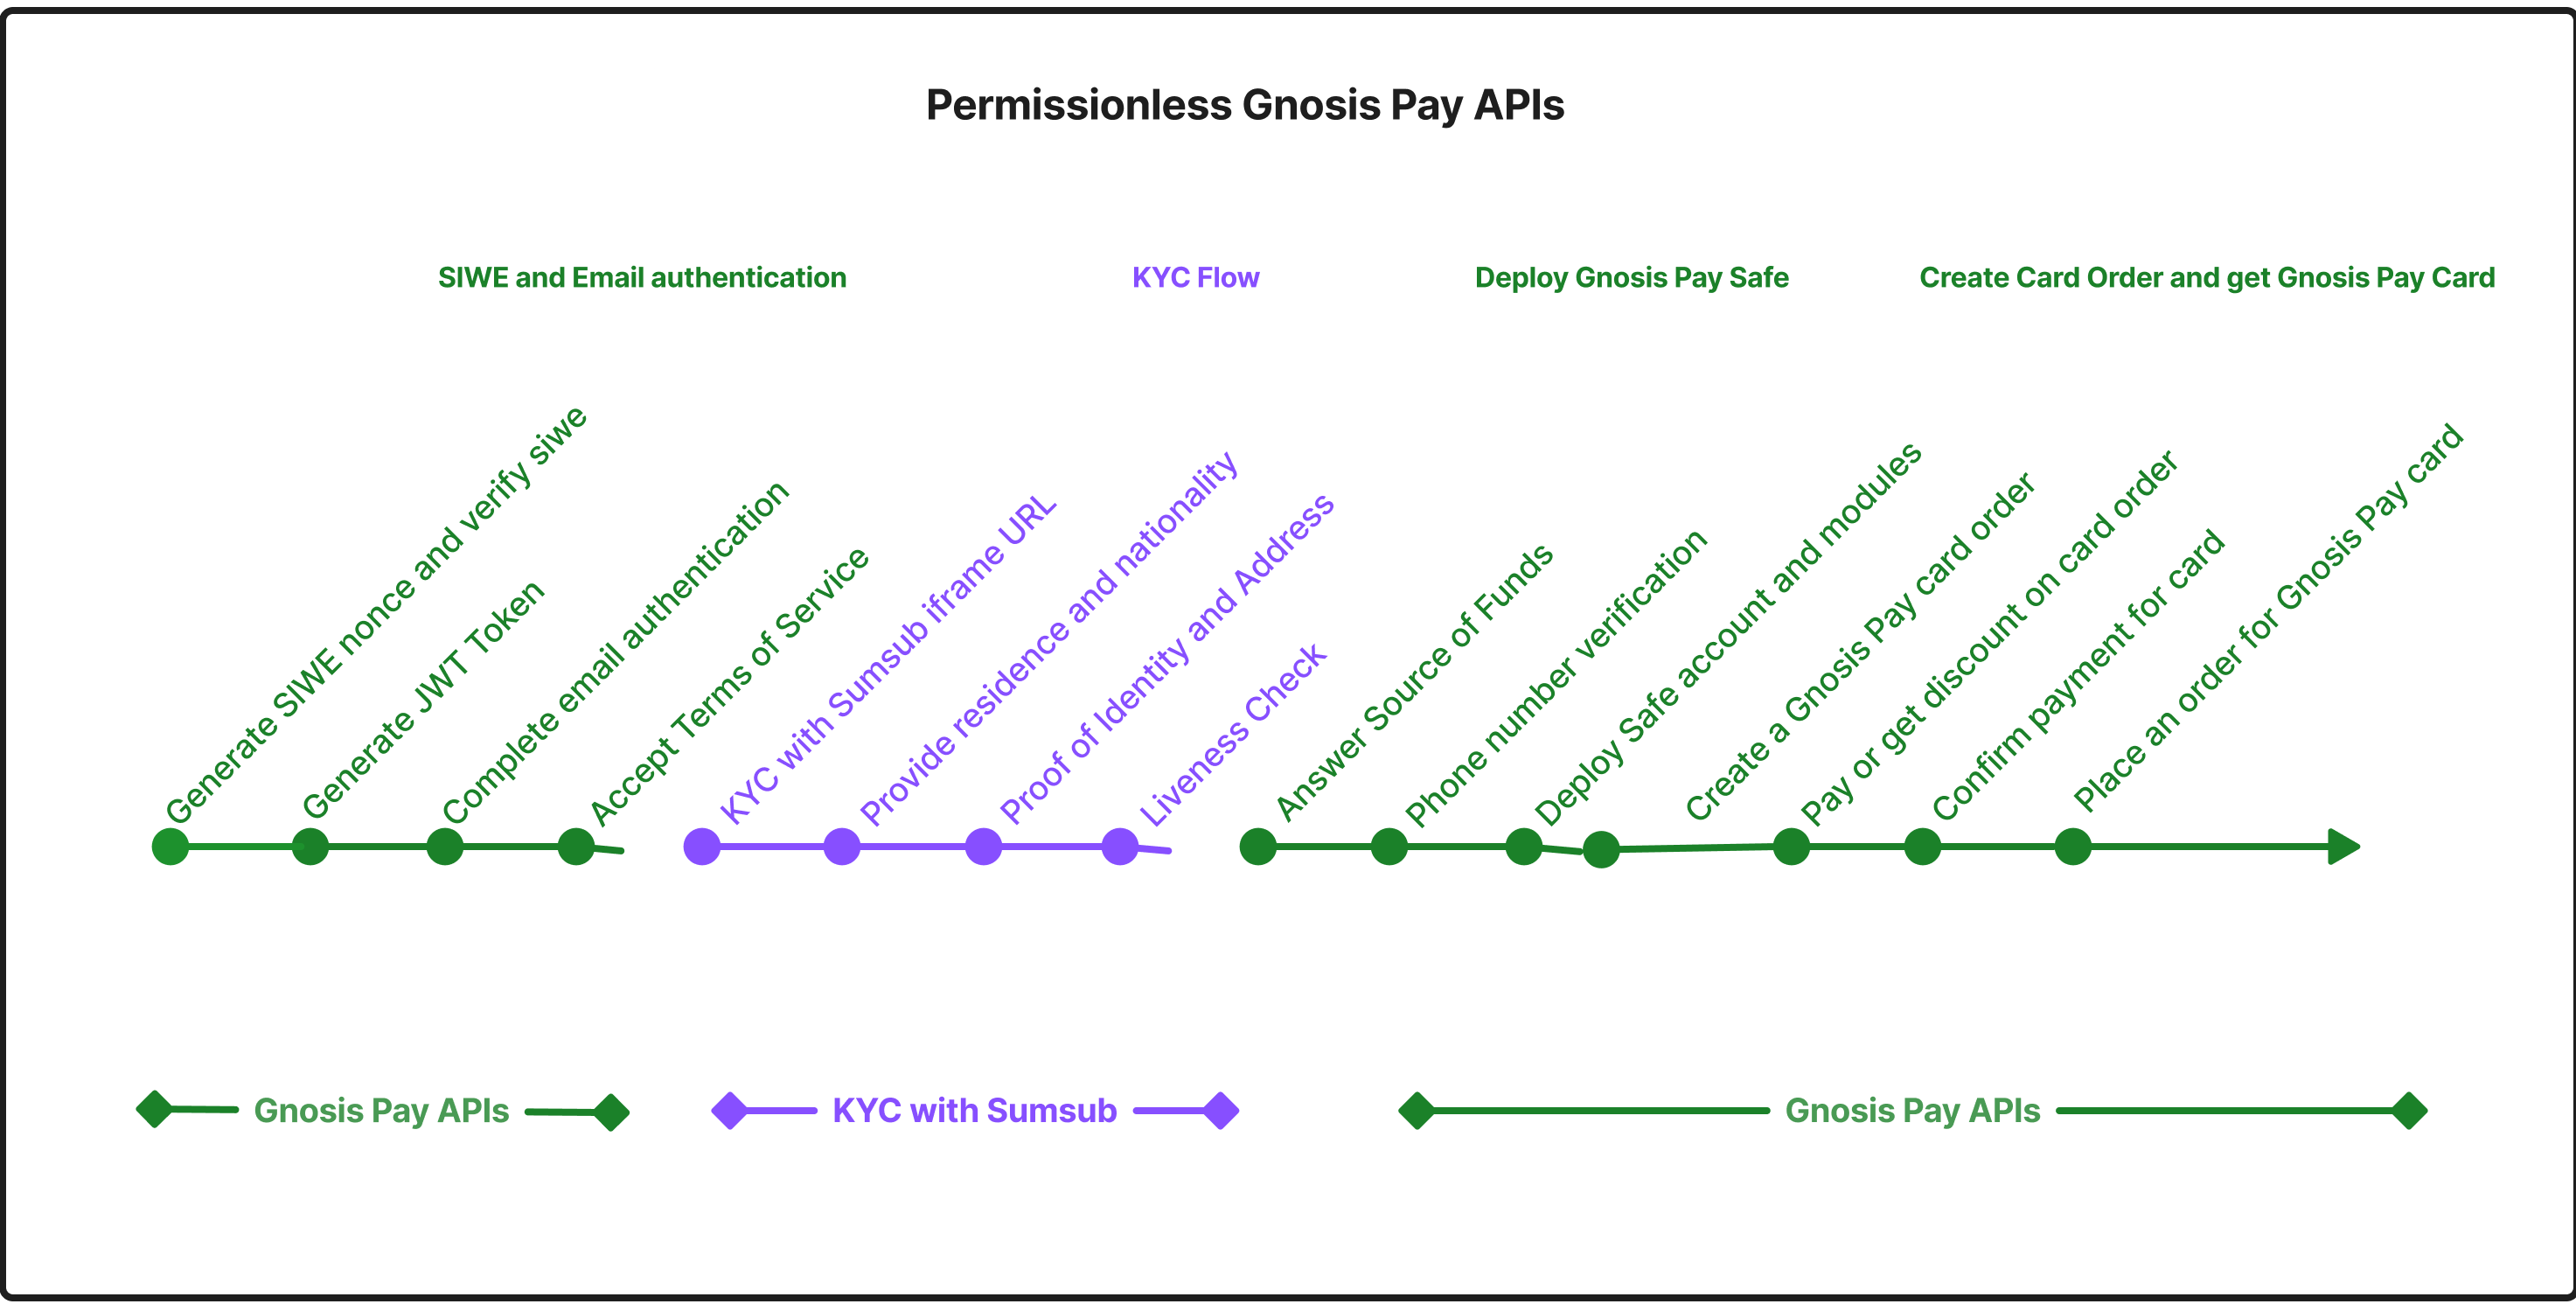 Permissionless Gnosis Pay APIs
SIWE and Email authentication
KYC Flow
Deploy Gnosis Pay Safe
Create Card Order and get Gnosis Pay Card
Generate SIWE nonce and verify siwe
Generate JWT Token
Complete email authentication
Accept Terms of Service
KYC with Sumsub iframe URL
Provide residence and nationality
Proof of Identity and Address
Liveness Check
Answer Source of Funds
Phone number verification
Deploy Safe account and modules
Create a Gnosis Pay card order
Pay or get discount on card order
Confirm payment for card
Place an order for Gnosis Pay card
Gnosis Pay APIs
KYC with Sumsub
Gnosis Pay APIs